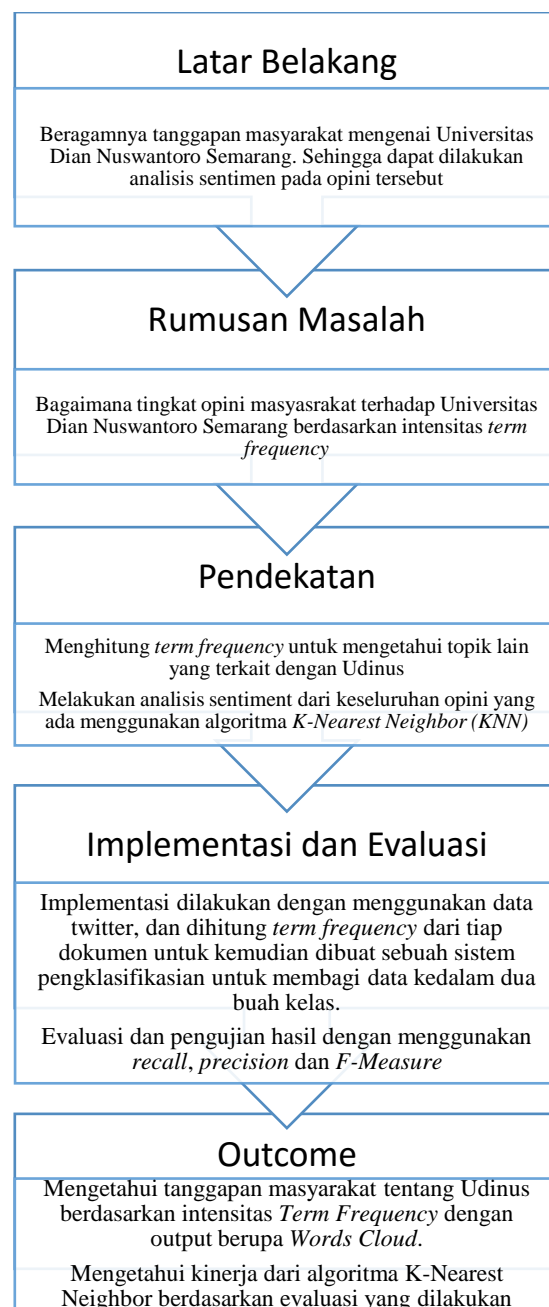 Latar Belakang
Beragamnya tanggapan masyarakat mengenai Universitas
Dian Nuswantoro Semarang. Sehingga dapat dilakukan
analisis sentimen pada opini tersebut
Rumusan Masalah
Bagaimana tingkat opini masyasrakat terhadap Universitas
Dian Nuswantoro Semarang berdasarkan intensitas term
frequency
Pendekatan
Menghitung term frequency untuk mengetahui topik lain
yang terkait dengan Udinus
Melakukan analisis sentiment dari keseluruhan opini yang
ada menggunakan algoritma K-Nearest Neighbor (KNN)
Implementasi dan Evaluasi
Implementasi dilakukan dengan menggunakan data
twitter, dan dihitung term frequency dari tiap
dokumen untuk kemudian dibuat sebuah sistem
pengklasifikasian untuk membagi data kedalam dua
buah kelas.
Evaluasi dan pengujian hasil dengan menggunakan
recall, precision dan F-Measure
Outcome
Mengetahui tanggapan masyarakat tentang Udinus
berdasarkan intensitas Term Frequency dengan
output berupa Words Cloud.
Mengetahui kinerja dari algoritma K-Nearest
Neighbor berdasarkan evaluasi yang dilakukan